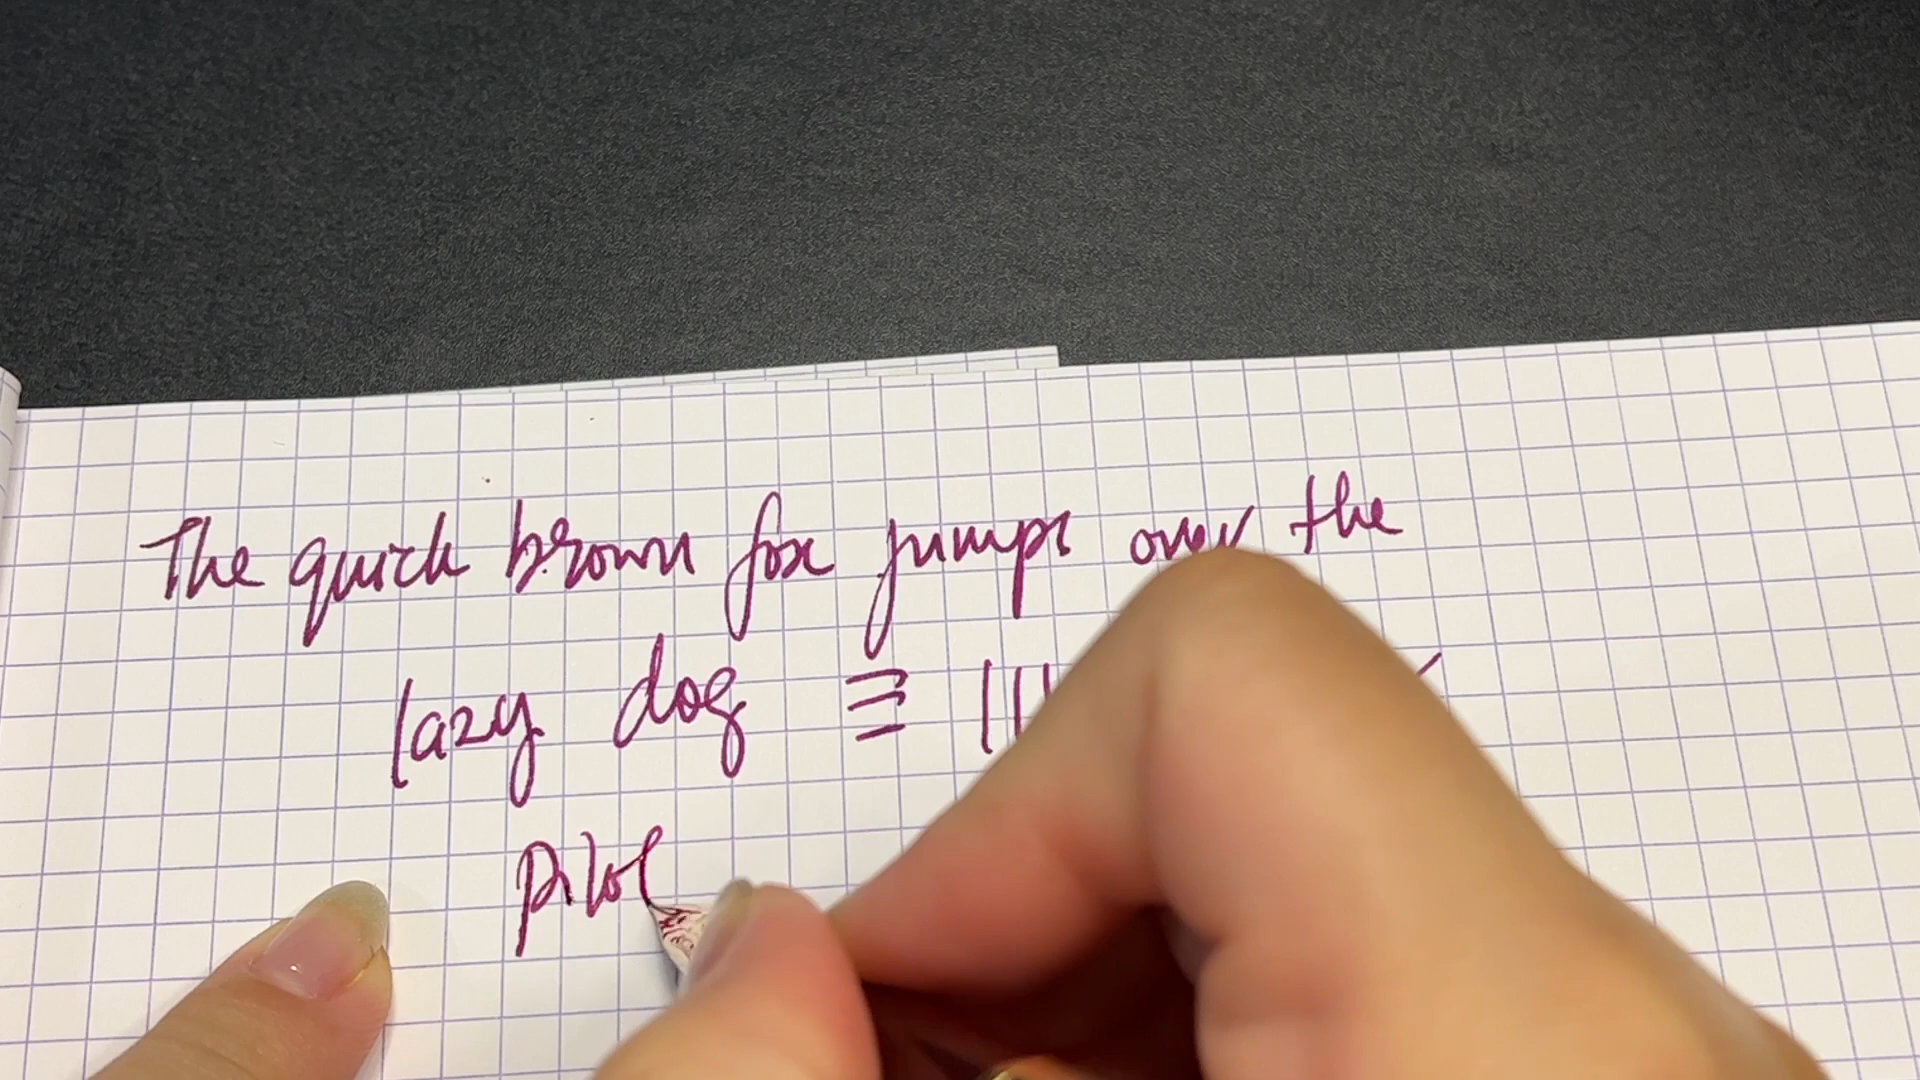 The quick brown fox jumps over the
lazy dog ≡ |||
Pilot